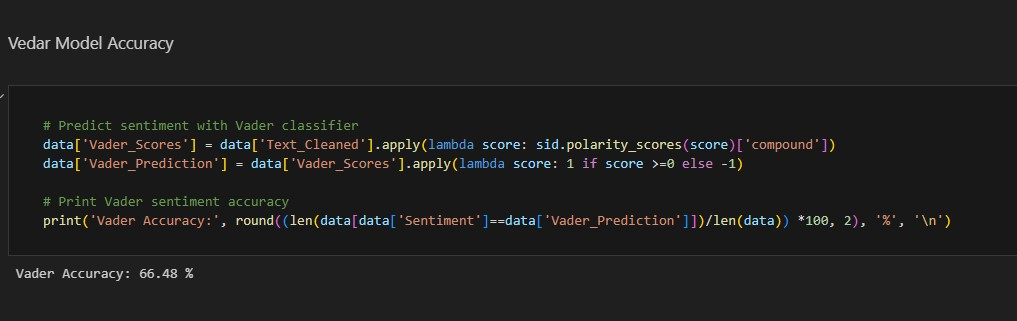 Vedar Model Accuracy
# Predict sentiment with Vader classifier
data['Vader_Scores'] = data['Text_Cleaned'].apply(lambda score: sid.polarity_scores(score)['compound'])
data['Vader_Prediction'] = data['Vader_Scores'].apply(lambda score: 1 if score >=0 else -1)
# Print Vader sentiment accuracy
print('Vader Accuracy:', round((len(data[data['Sentiment']==data['Vader_Prediction']])/len(data)) *100, 2), '%', '\n')
Vader Accuracy: 66.48 %